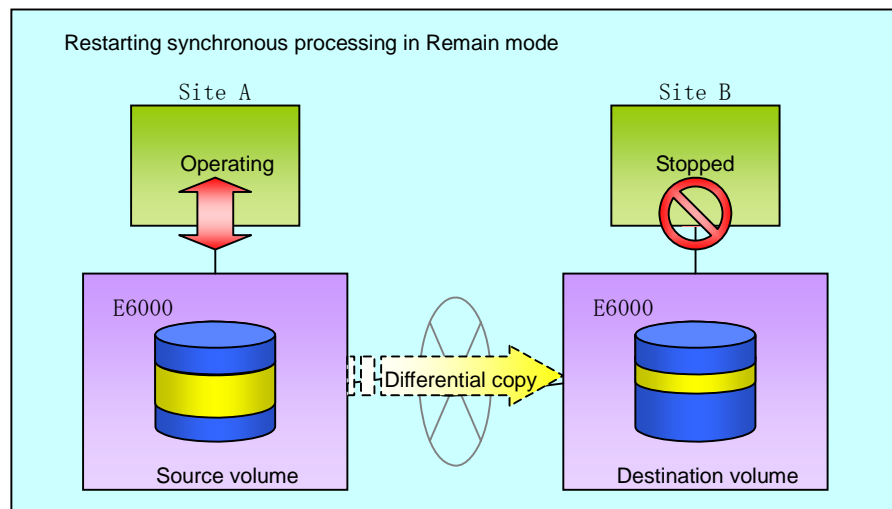 Restarting synchronous processing in Remain mode
Site A
Site B
Operating
Stopped
E6000
E6000
Differential copy
Source volume
Destination volume